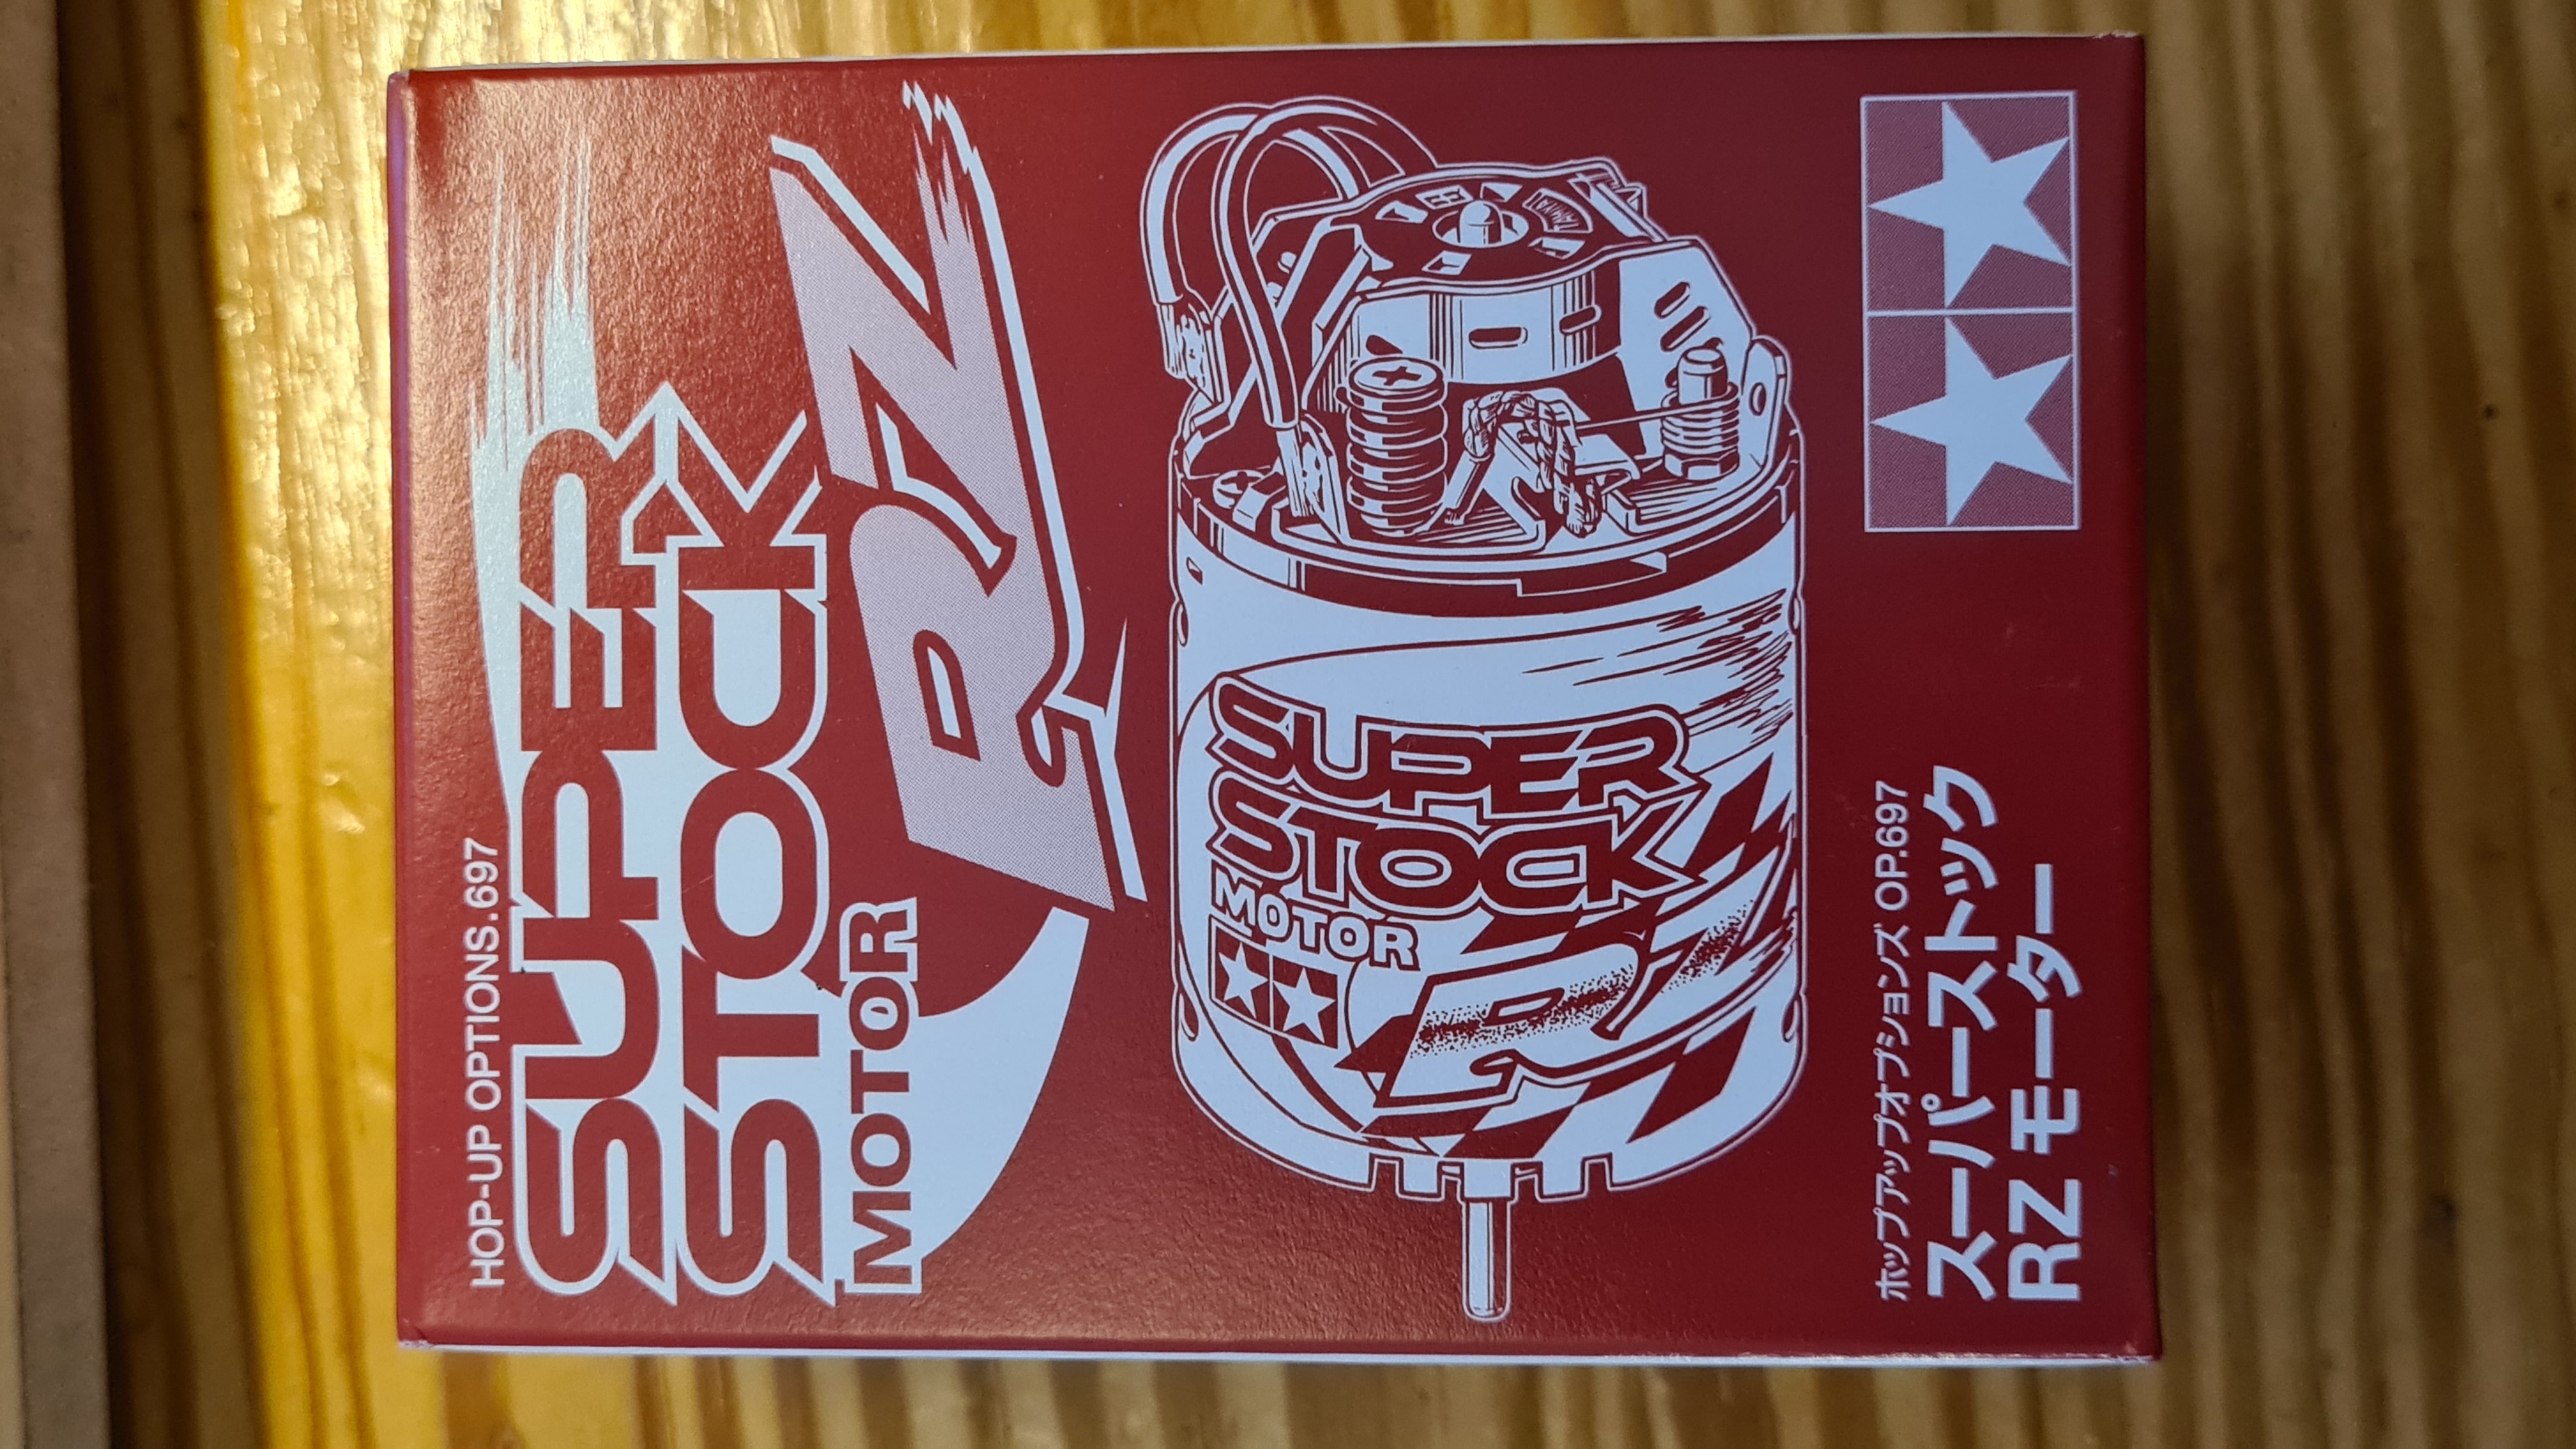 HOP-UP OPTIONS.697
SUPER
STOCK
MOTOR
RZ
SUPER
STOCK
MOTOR
R
ホップアップオプションズ OP.697
スーパーストック
RZ モーター